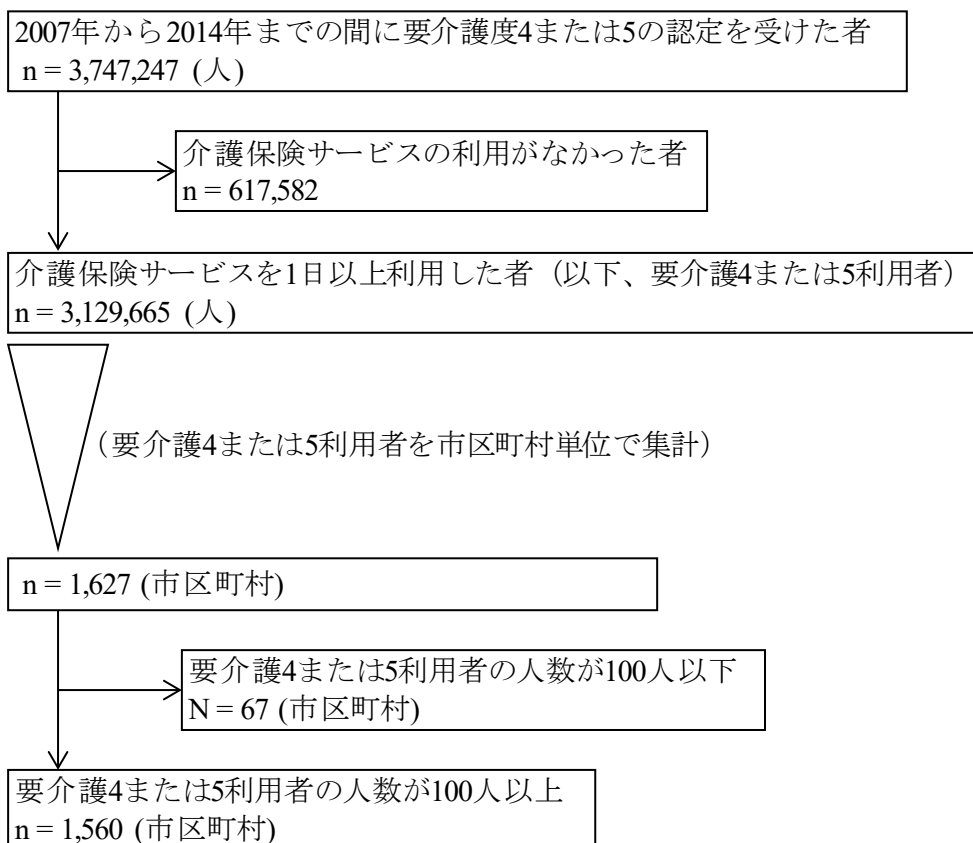 2007年から2014年までの間に要介護度4または5の認定を受けた者
n = 3,747,247 (人)
介護保険サービスの利用がなかった者
n = 617,582
介護保険サービスを1日以上利用した者（以下、要介護4または5利用者）
n = 3,129,665 (人)
（要介護4または5利用者を市区町村単位で集計）
n = 1,627 (市区町村)
要介護4または5利用者の人数が100人以下
N = 67 (市区町村)
要介護4または5利用者の人数が100人以上
n = 1,560 (市区町村)